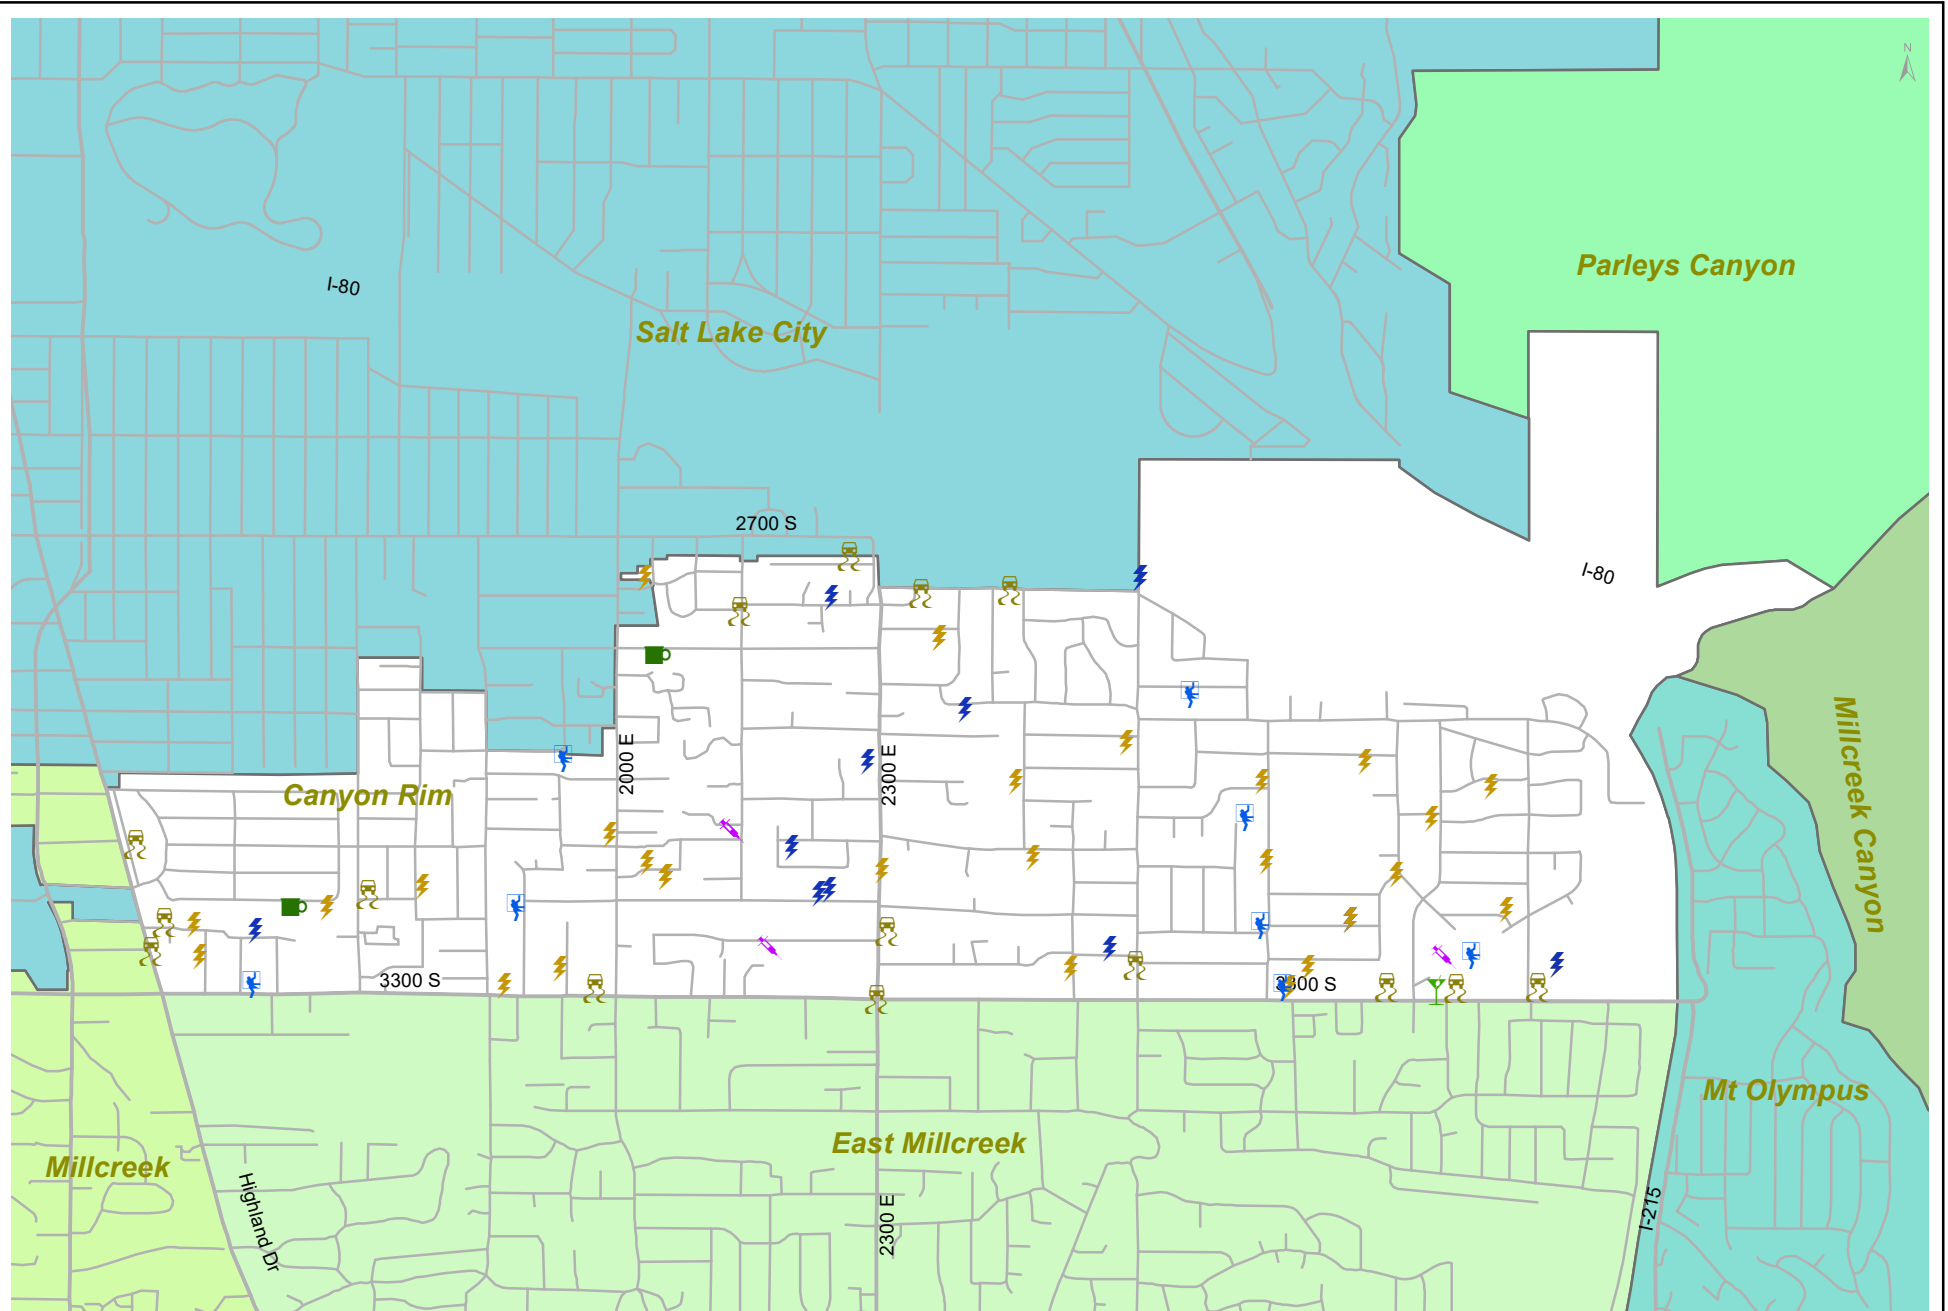 N
Parleys Canyon
I-80
Salt Lake City
2700 S
I-80
Millcreek Canyon
2000 E
2300 E
Canyon Rim
3300 S
3300 S
Mt Olympus
East Millcreek
Millcreek
Highland Dr
2300 E
I-215